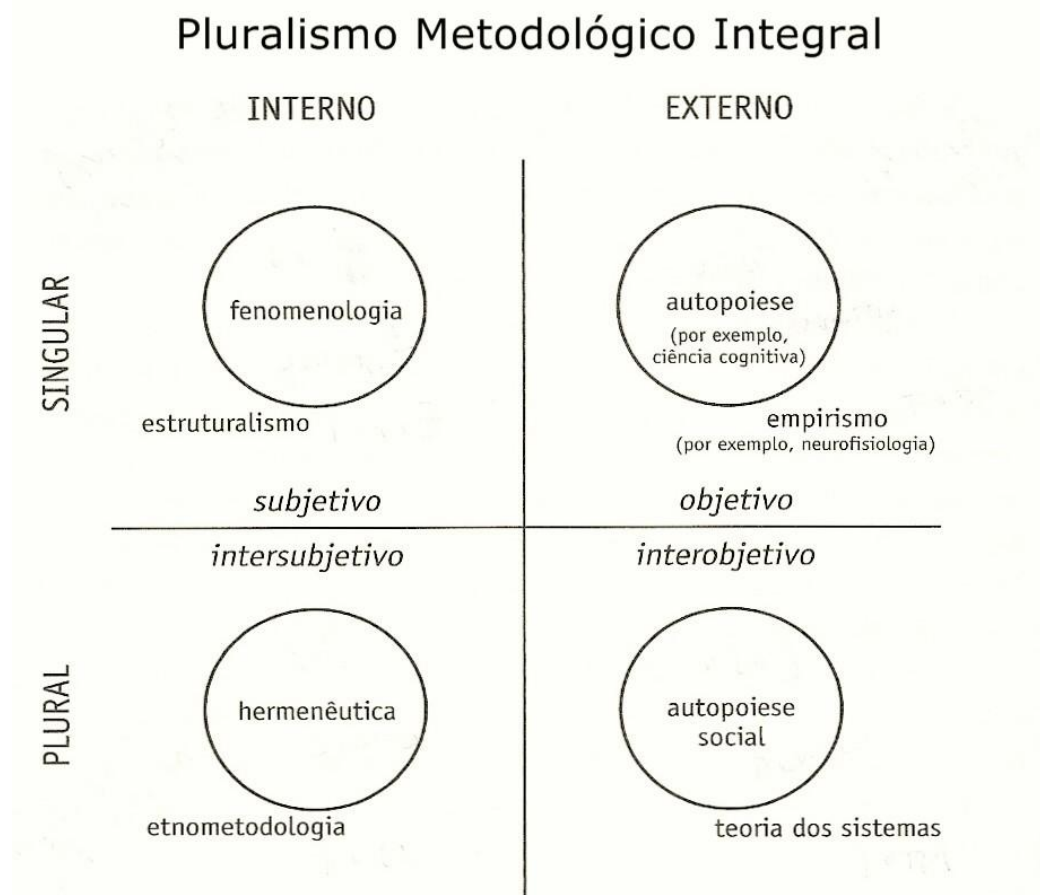 Pluralismo Metodológico Integral
INTERNO
EXTERNO
SINGULAR
fenomenologia
estruturalismo
subjetivo
autopoiese
(por exemplo,
ciência cognitiva)
empirismo
(por exemplo, neurofisiologia)
objetivo
PLURAL
intersubjetivo
hermenêutica
etnometodologia
interobjetivo
autopoiese
social
teoria dos sistemas